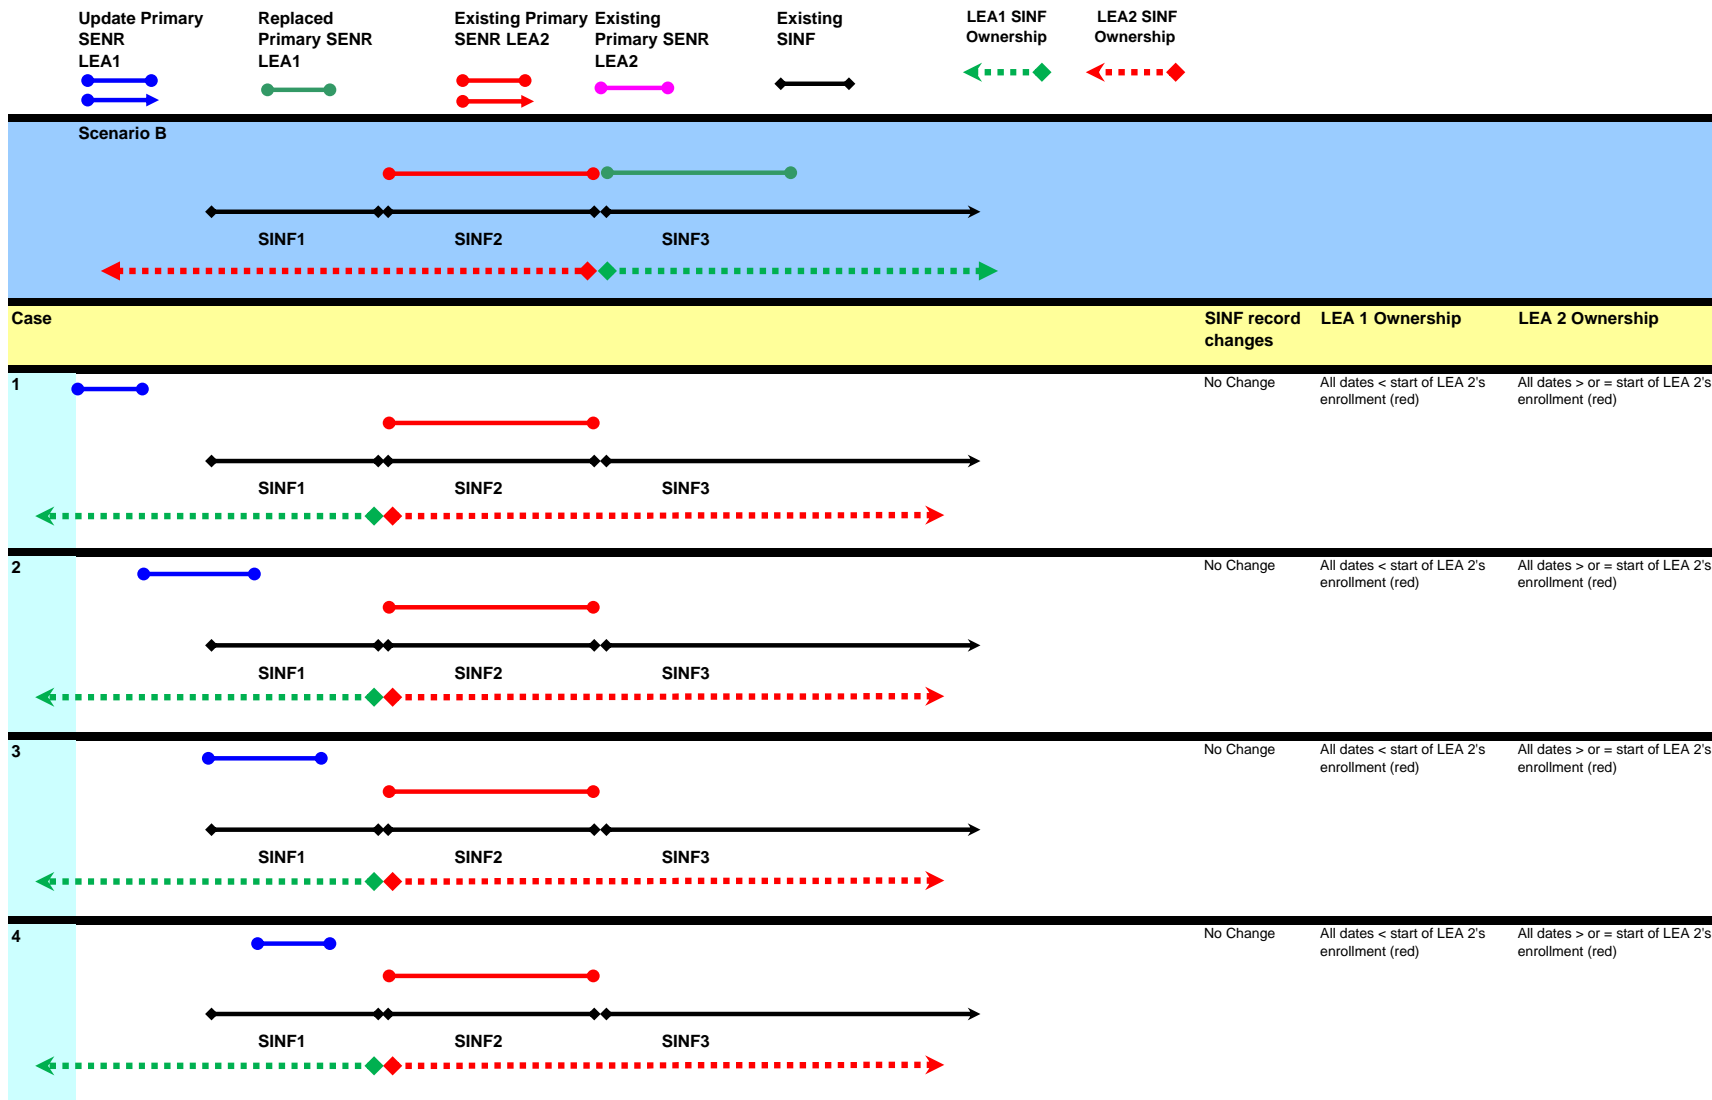 Update Primary
SENR
LEA1
Replaced
Primary SENR
LEA1
Existing Primary
SENR LEA2
Existing
Primary SENR
LEA2
Existing
SINF
LEA1 SINF
Ownership
LEA2 SINF
Ownership
Scenario B
SINF1 SINF2 SINF3
Case
SINF record
changes
LEA 1 Ownership
LEA 2 Ownership
1
No Change
All dates < start of LEA 2's
enrollment (red)
All dates > or = start of LEA 2's
enrollment (red)
SINF1 SINF2 SINF3
2
No Change
All dates < start of LEA 2's
enrollment (red)
All dates > or = start of LEA 2's
enrollment (red)
SINF1 SINF2 SINF3
3
No Change
All dates < start of LEA 2's
enrollment (red)
All dates > or = start of LEA 2's
enrollment (red)
SINF1 SINF2 SINF3
4
No Change
All dates < start of LEA 2's
enrollment (red)
All dates > or = start of LEA 2's
enrollment (red)
SINF1 SINF2 SINF3